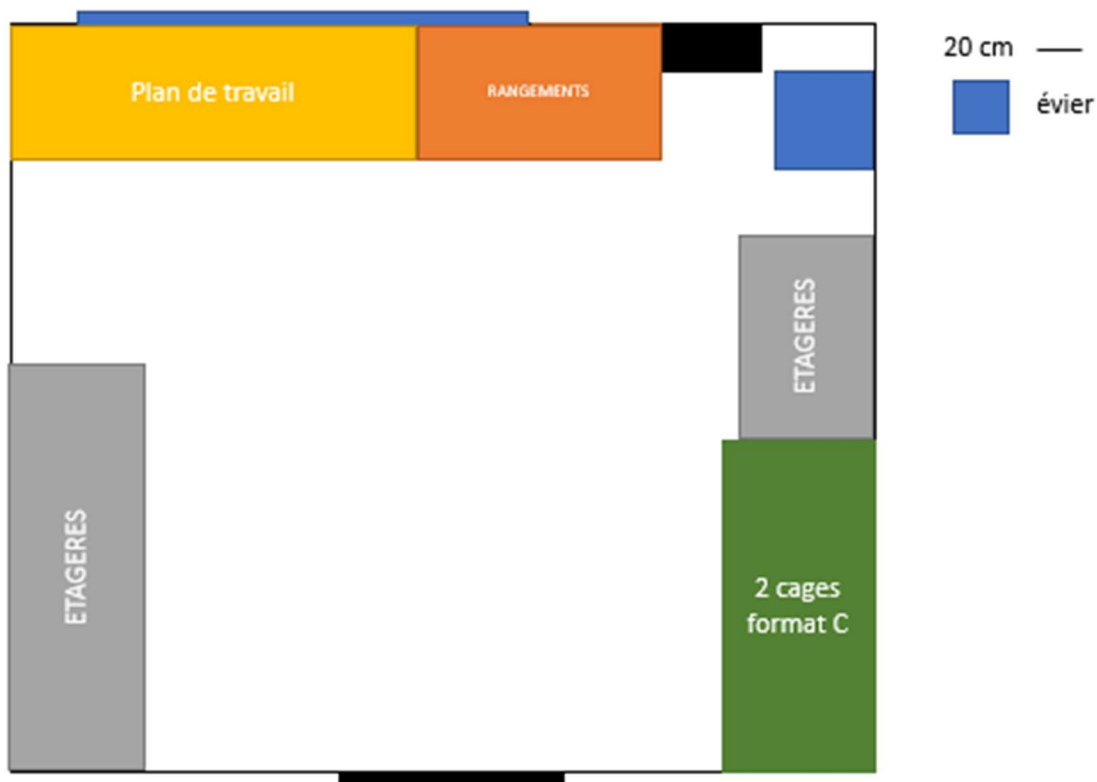 20 cm
Plan de travail
RANGEMENTS
évier
ETAGERES
ETAGERES
2 cages
format C